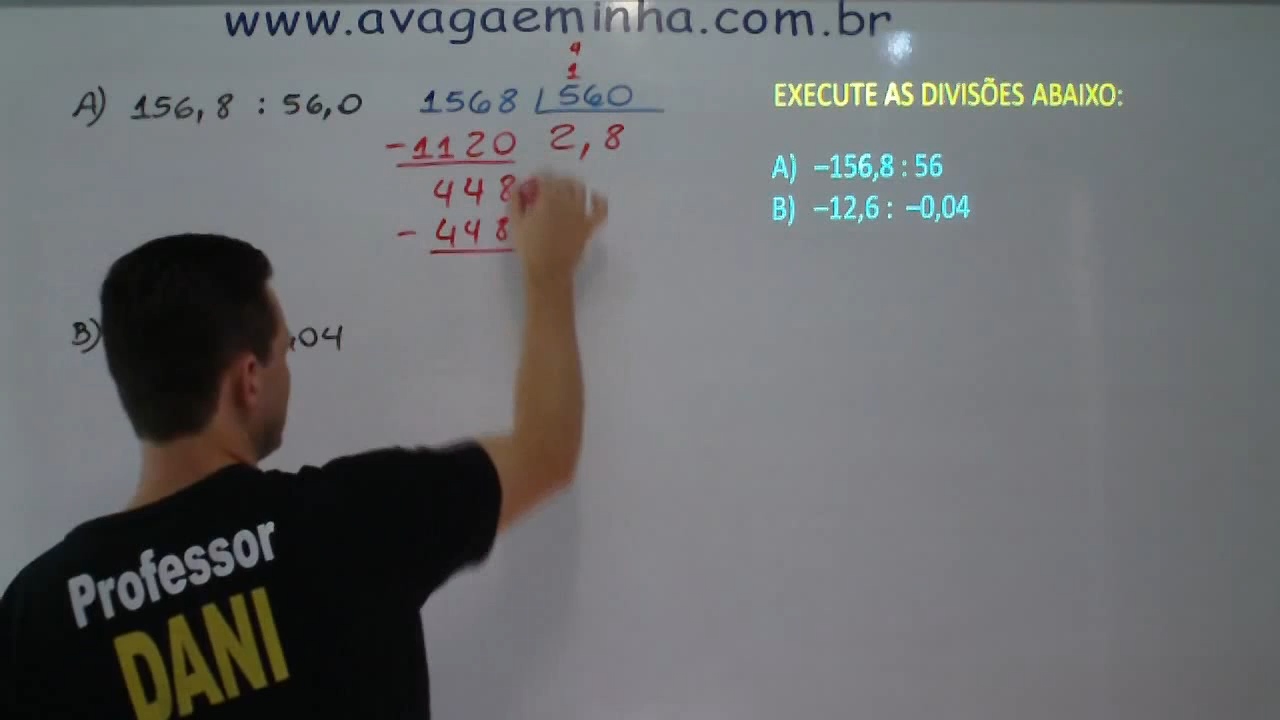 www.avagaeminha.com.br
4
1
A) 156,8 : 56,0 1568 560
-1120 2,8
448
- 448
B) ,04
EXECUTE AS DIVISÕES ABAIXO:
A) –156,8 : 56
B) –12,6 : –0,04
Professor
DANI